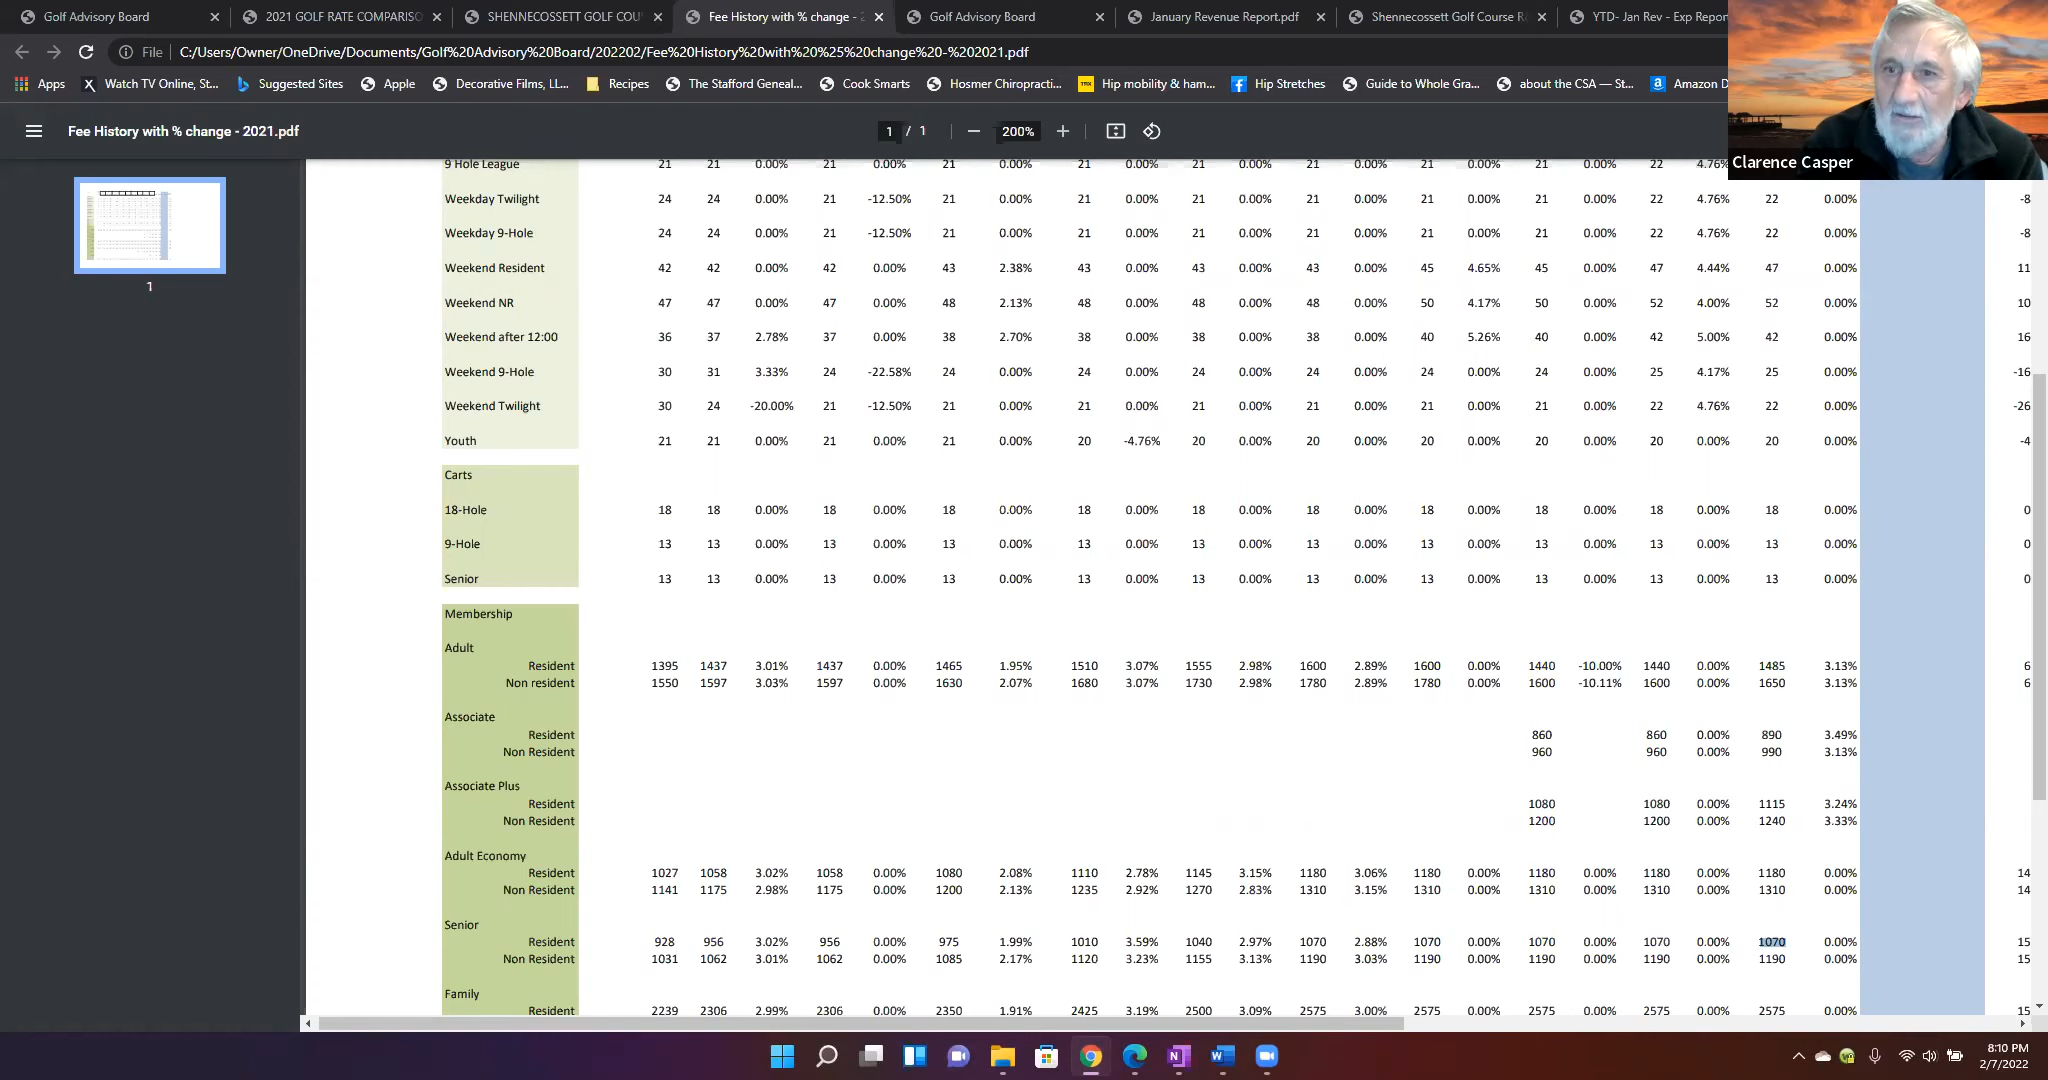 Golf Advisory Board × 2021 GOLF RATE COMPARISO × SHENNECOSSETT GOLF COU × Fee History with % change - 2 × Golf Advisory Board × January Revenue Report.pdf × Shennecossett Golf Course R × YTD- Jan Rev - Exp Repor
File C:/Users/Owner/OneDrive/Documents/Golf%20Advisory%20Board/202202/Fee%20History%20with%20%25%20change%20-%202021.pdf
Apps Watch TV Online, St... Suggested Sites Apple Decorative Films, LL... Recipes The Stafford Geneal... Cook Smarts Hosmer Chiropracti... Hip mobility & ham... Hip Stretches Guide to Whole Gra... about the CSA — St... Amazon D
Fee History with % change - 2021.pdf 1 / 1 200%
Clarence Casper
1
9 Hole League 21 21 0.00% 21 0.00% 21 0.00% 21 0.00% 21 0.00% 21 0.00% 21 0.00% 21 0.00% 22 4.76% 22 0.00%
Weekday Twilight 24 24 0.00% 21 -12.50% 21 0.00% 21 0.00% 21 0.00% 21 0.00% 21 0.00% 21 0.00% 22 4.76% 22 0.00% -8
Weekday 9-Hole 24 24 0.00% 21 -12.50% 21 0.00% 21 0.00% 21 0.00% 21 0.00% 21 0.00% 21 0.00% 22 4.76% 22 0.00% -8
Weekend Resident 42 42 0.00% 42 0.00% 43 2.38% 43 0.00% 43 0.00% 43 0.00% 45 4.65% 45 0.00% 47 4.44% 47 0.00% 11
Weekend NR 47 47 0.00% 47 0.00% 48 2.13% 48 0.00% 48 0.00% 48 0.00% 50 4.17% 50 0.00% 52 4.00% 52 0.00% 10
Weekend after 12:00 36 37 2.78% 37 0.00% 38 2.70% 38 0.00% 38 0.00% 38 0.00% 40 5.26% 40 0.00% 42 5.00% 42 0.00% 16
Weekend 9-Hole 30 31 3.33% 24 -22.58% 24 0.00% 24 0.00% 24 0.00% 24 0.00% 24 0.00% 24 0.00% 25 4.17% 25 0.00% -16
Weekend Twilight 30 24 -20.00% 21 -12.50% 21 0.00% 21 0.00% 21 0.00% 21 0.00% 21 0.00% 21 0.00% 22 4.76% 22 0.00% -26
Youth 21 21 0.00% 21 0.00% 21 0.00% 20 -4.76% 20 0.00% 20 0.00% 20 0.00% 20 0.00% 20 0.00% 20 0.00% -4
Carts
18-Hole 18 18 0.00% 18 0.00% 18 0.00% 18 0.00% 18 0.00% 18 0.00% 18 0.00% 18 0.00% 18 0.00% 18 0.00% 0
9-Hole 13 13 0.00% 13 0.00% 13 0.00% 13 0.00% 13 0.00% 13 0.00% 13 0.00% 13 0.00% 13 0.00% 13 0.00% 0
Senior 13 13 0.00% 13 0.00% 13 0.00% 13 0.00% 13 0.00% 13 0.00% 13 0.00% 13 0.00% 13 0.00% 13 0.00% 0
Membership
Adult
Resident 1395 1437 3.01% 1437 0.00% 1465 1.95% 1510 3.07% 1555 2.98% 1600 2.89% 1600 0.00% 1440 -10.00% 1440 0.00% 1485 3.13% 6
Non resident 1550 1597 3.03% 1597 0.00% 1630 2.07% 1680 3.07% 1730 2.98% 1780 2.89% 1780 0.00% 1600 -10.11% 1600 0.00% 1650 3.13% 6
Associate
Resident 860 860 0.00% 890 3.49%
Non Resident 960 960 0.00% 990 3.13%
Associate Plus
Resident 1080 1080 0.00% 1115 3.24%
Non Resident 1200 1200 0.00% 1240 3.33%
Adult Economy
Resident 1027 1058 3.02% 1058 0.00% 1080 2.08% 1110 2.78% 1145 3.15% 1180 3.06% 1180 0.00% 1180 0.00% 1180 0.00% 1180 0.00% 14
Non Resident 1141 1175 2.98% 1175 0.00% 1200 2.13% 1235 2.92% 1270 2.83% 1310 3.15% 1310 0.00% 1310 0.00% 1310 0.00% 1310 0.00% 14
Senior
Resident 928 956 3.02% 956 0.00% 975 1.99% 1010 3.59% 1040 2.97% 1070 2.88% 1070 0.00% 1070 0.00% 1070 0.00% 1070 0.00% 15
Non Resident 1031 1062 3.01% 1062 0.00% 1085 2.17% 1120 3.23% 1155 3.13% 1190 3.03% 1190 0.00% 1190 0.00% 1190 0.00% 1190 0.00% 15
Family
Resident 2239 2306 2.99% 2306 0.00% 2350 1.91% 2425 3.19% 2500 3.09% 2575 3.00% 2575 0.00% 2575 0.00% 2575 0.00% 2575 0.00% 15
8:10 PM
2/7/2022